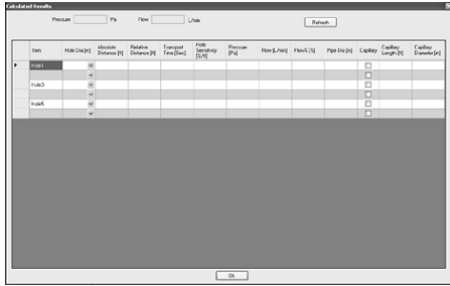 Calculated Results
Pressure Pa Flow L/min Refresh
Item Hole Dia[in] Absolute Distance [ft] Relative Distance [ft] Transport Time [Sec] Hole Sensitivity [S/ft] Pressure [Pa] Flow [L/min] Flow% [%] Pipe Dia [in] Capillary Capillary Length [ft] Capillary Diameter [in]
Hole1
Hole3
Hole5
Ok